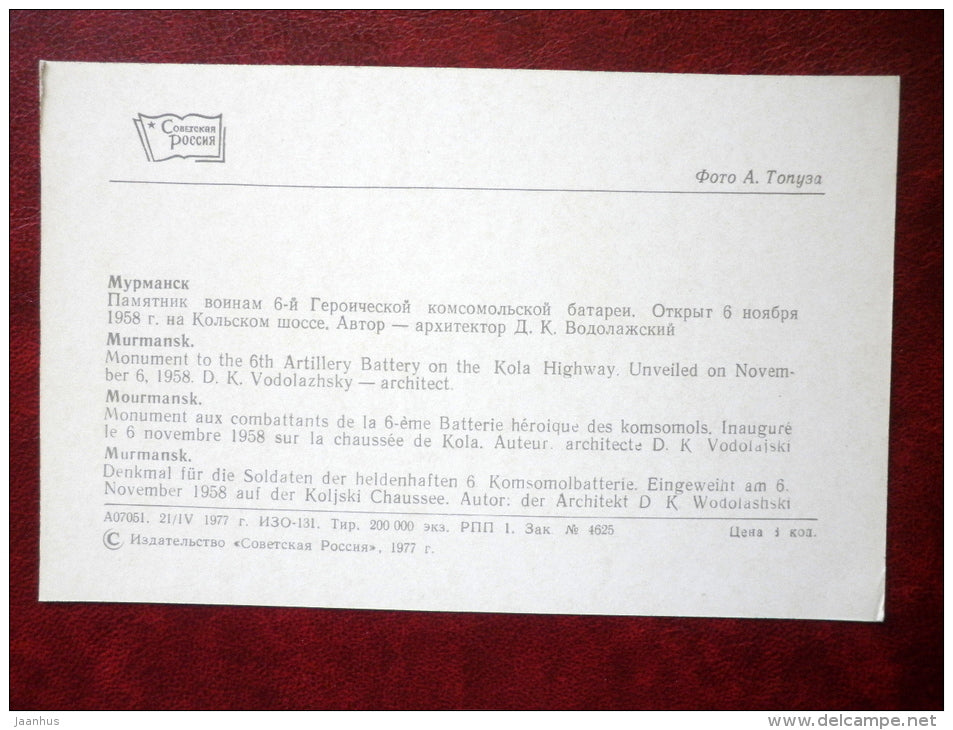 Советская
Россия
Фото А. Топуза
Мурманск
Памятник воинам 6-й Героической комсомольской батареи. Открыт 6 ноября
1958 г. на Кольском шоссе. Автор — архитектор Д. К. Водолажский
Murmansk.
Monument to the 6th Artillery Battery on the Kola Highway. Unveiled on Novem-
ber 6, 1958. D. K. Vodolazhsky — architect.
Mourmansk.
Monument aux combattants de la 6-ème Batterie héroique des komsomols. Inauguré
le 6 novembre 1958 sur la chaussée de Kola. Auteur. architecte D. K Vodolajski
Murmansk.
Denkmal für die Soldaten der heldenhaften 6 Komsomolbatterie. Eingeweiht am 6.
November 1958 auf der Koljski Chaussee. Autor: der Architekt D K Wodolashski
А07051. 21/IV 1977 г. ИЗО-131. Тир. 200 000 экз. РПП 1. Зак. № 4625 Цена коп.
© Издательство «Советская Россия», 1977 г.
jaanhus
delcampe.net